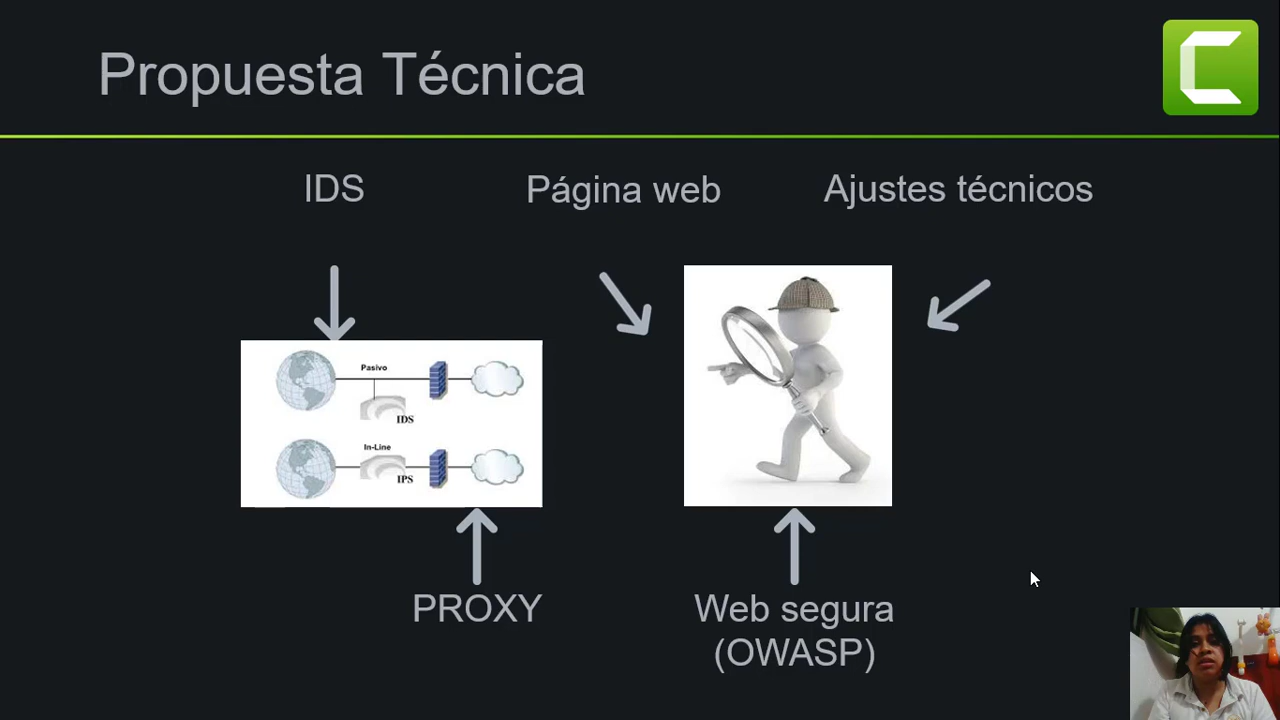 Propuesta Técnica
IDS
Página web
Ajustes técnicos
Pasivo
IDS
In-Line
IPS
PROXY
Web segura
(OWASP)